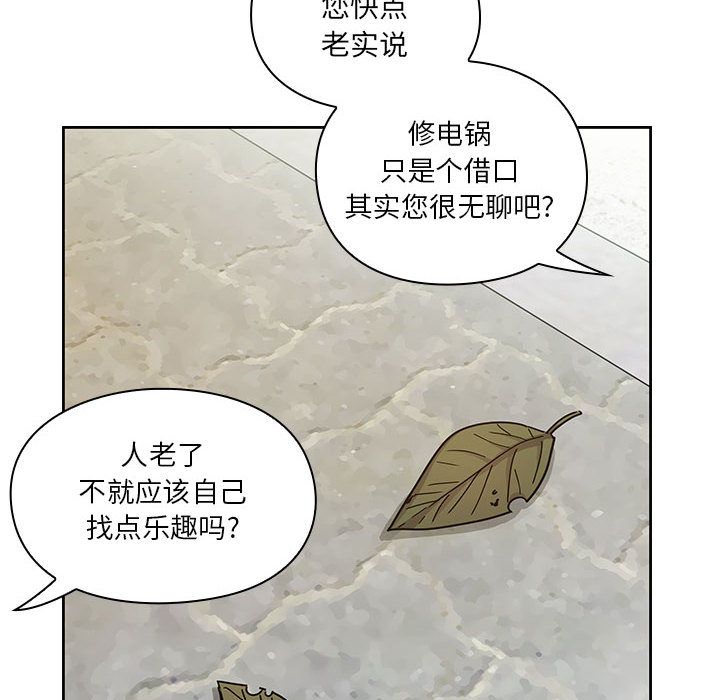 您快点
老实说
修电锅
只是个借口
其实您很无聊吧?
人老了
不就应该自己
找点乐趣吗?